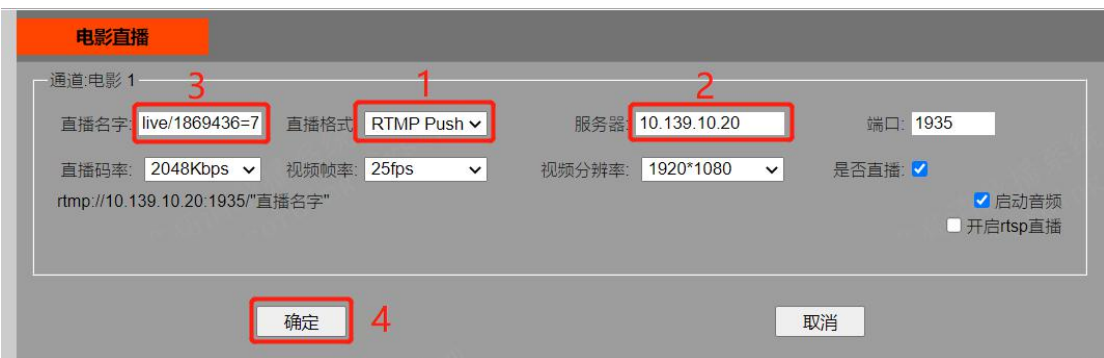 电影直播
通道:电影 1
3 1 2
直播名字: live/1869436=7 直播格式 RTMP Push 服务器: 10.139.10.20 端口: 1935
直播码率: 2048Kbps 视频帧率: 25fps 视频分辨率: 1920*1080 是否直播:
rtmp://10.139.10.20:1935/"直播名字" 启动音频
开启rtsp直播
确定 4 取消